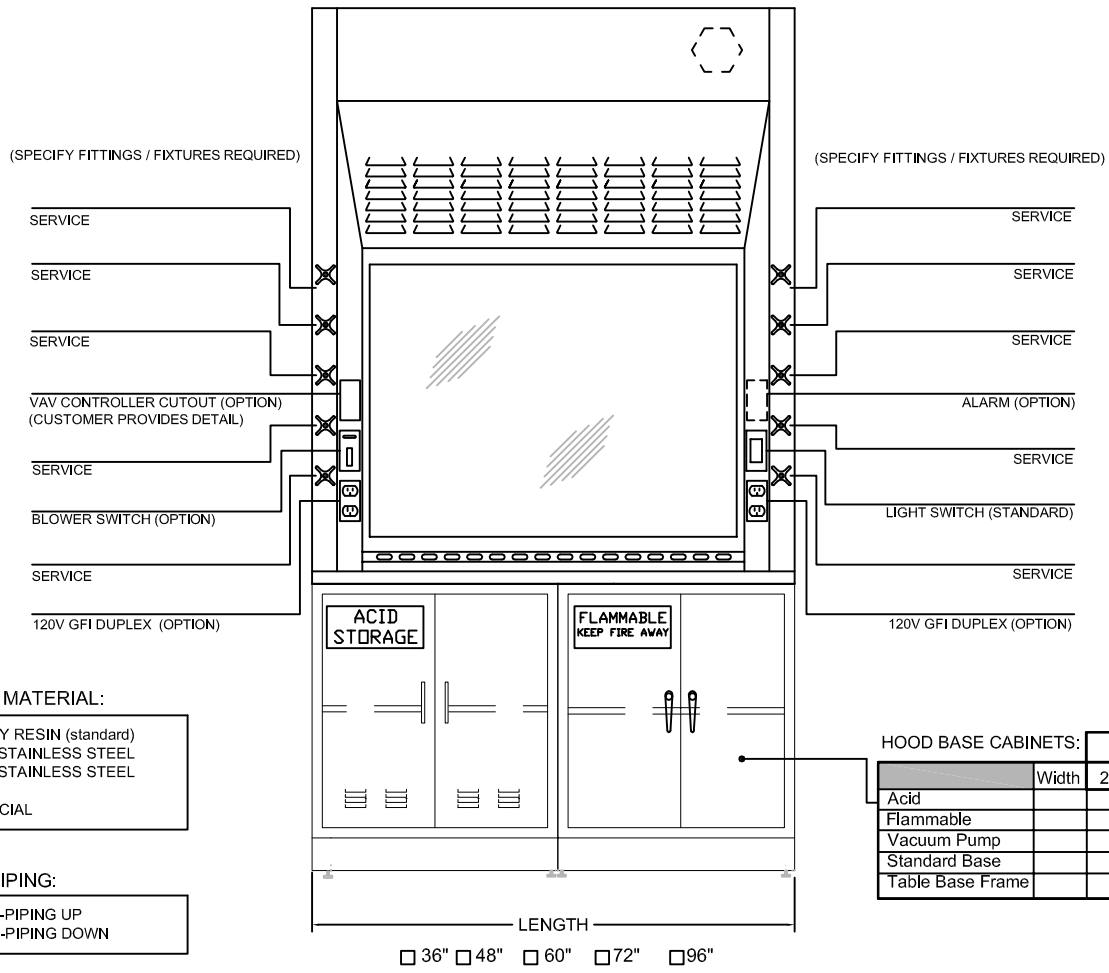 (SPECIFY FITTINGS / FIXTURES REQUIRED)
SERVICE
SERVICE
SERVICE
VAV CONTROLLER CUTOUT (OPTION)
(CUSTOMER PROVIDES DETAIL)
SERVICE
BLOWER SWITCH (OPTION)
SERVICE
120V GFI DUPLEX (OPTION)
(SPECIFY FITTINGS / FIXTURES REQUIRED)
SERVICE
SERVICE
SERVICE
ALARM (OPTION)
SERVICE
LIGHT SWITCH (STANDARD)
SERVICE
120V GFI DUPLEX (OPTION)
ACID
STORAGE
FLAMMABLE
KEEP FIRE AWAY
MATERIAL:
Y RESIN (standard)
STAINLESS STEEL
STAINLESS STEEL
CIAL
IPING:
-PIPING UP
-PIPING DOWN
HOOD BASE CABINETS:
Width 2
Acid
Flammable
Vacuum Pump
Standard Base
Table Base Frame
LENGTH
36" 48" 60" 72" 96"